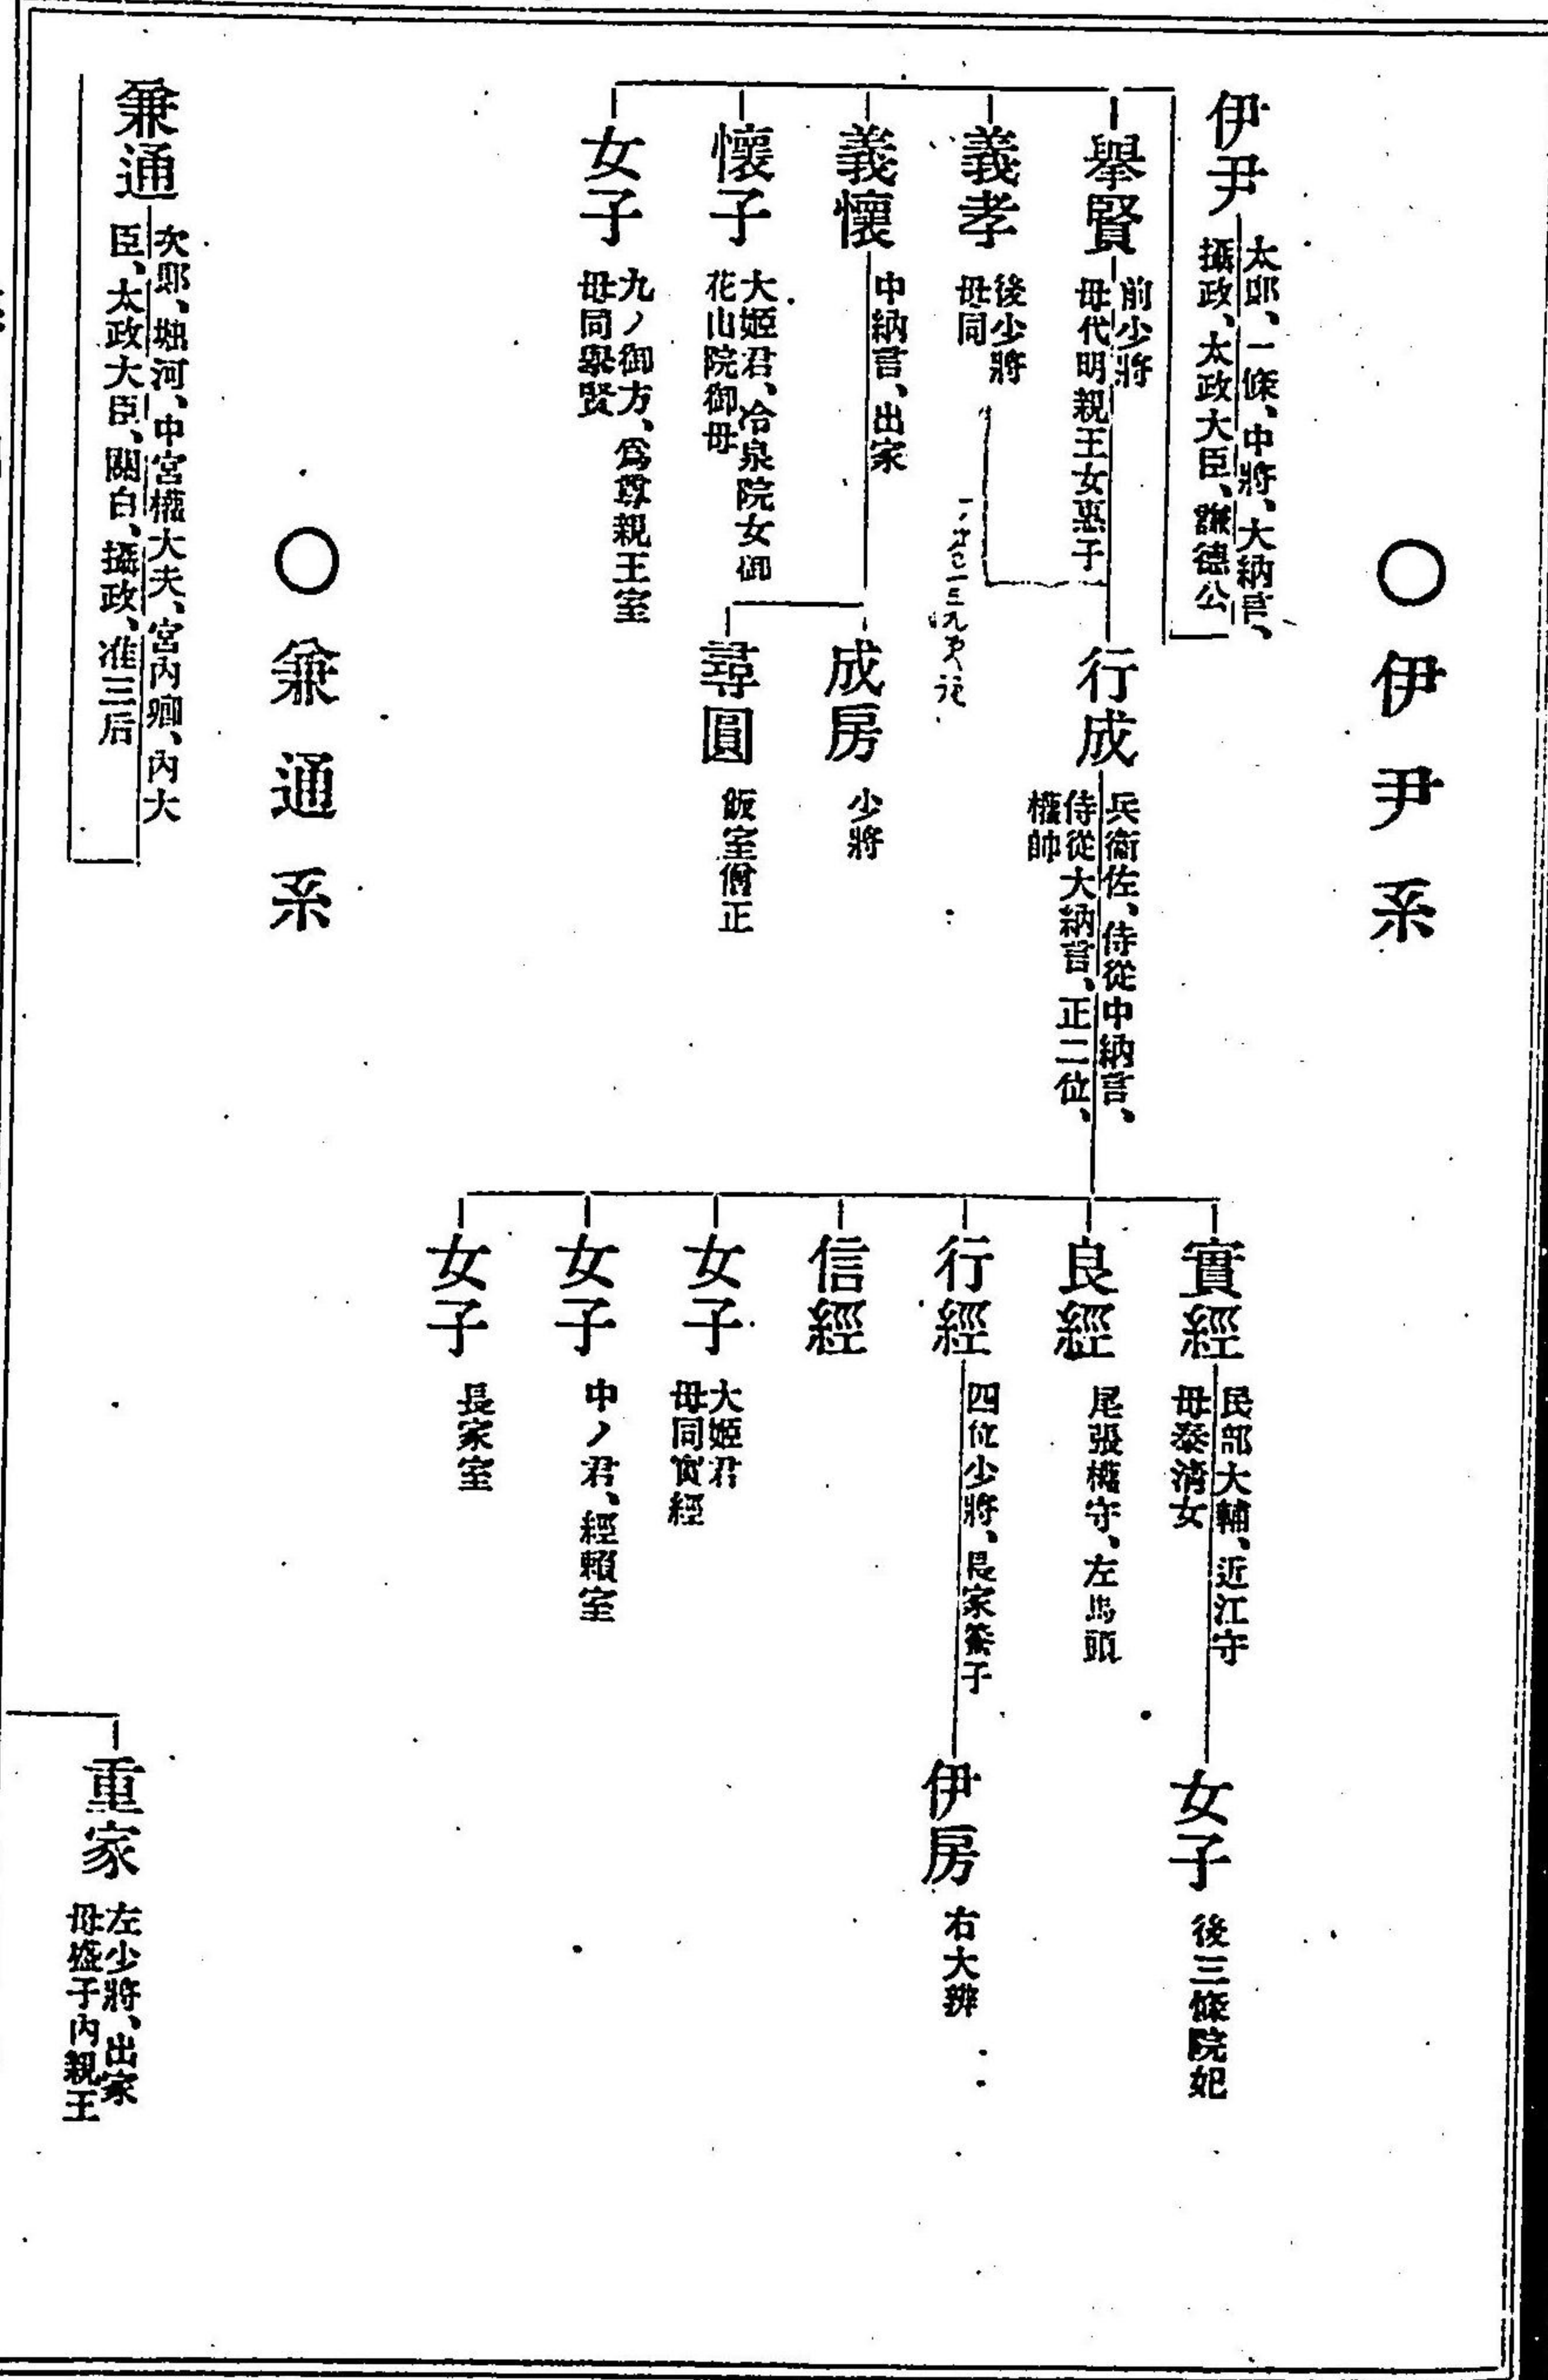 ○伊尹系
伊尹
太郎、一條、中將、大納言、
攝政、太政大臣、謙德公
擧賢
前少將
母代明親王女惠子
行成
兵衞佐、侍從中納言、
侍從大納言、正二位、
權帥
實經
民部大輔、近江守
母泰淸女
女子
後三條院妃
良經
尾張權守、左馬頭
行經
四位少將、長家養子
伊房
右大辨
信經
女子
大姬君
母同實經
女子
中ノ君、經賴室
女子
長家室
義孝
後少將
母同
義懷
中納言、出家
成房
少將
尋圓
飯室僧正
懷子
大姬君、冷泉院女御
花山院御母
女子
九ノ御方、爲尊親王室
母同擧賢
○兼通系
兼通
次郎、堀河、中宮權大夫、宮內卿、內大
臣、太政大臣、關白、攝政、准三后
重家
左少將、出家
母盛子內親王